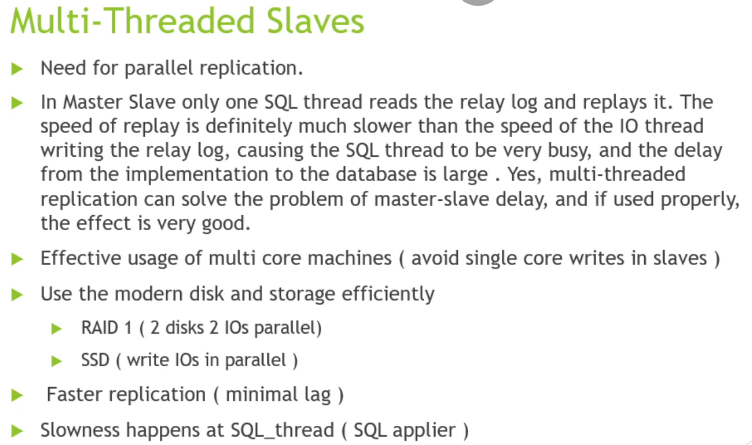 Multi-Threaded Slaves
Need for parallel replication.
In Master Slave only one SQL thread reads the relay log and replays it. The
speed of replay is definitely much slower than the speed of the IO thread
writing the relay log, causing the SQL thread to be very busy, and the delay
from the implementation to the database is large . Yes, multi-threaded
replication can solve the problem of master-slave delay, and if used properly,
the effect is very good.
Effective usage of multi core machines ( avoid single core writes in slaves )
Use the modern disk and storage efficiently
RAID 1 ( 2 disks 2 IOs parallel)
SSD ( write IOs in parallel )
Faster replication ( minimal lag )
Slowness happens at SQL_thread ( SQL applier )